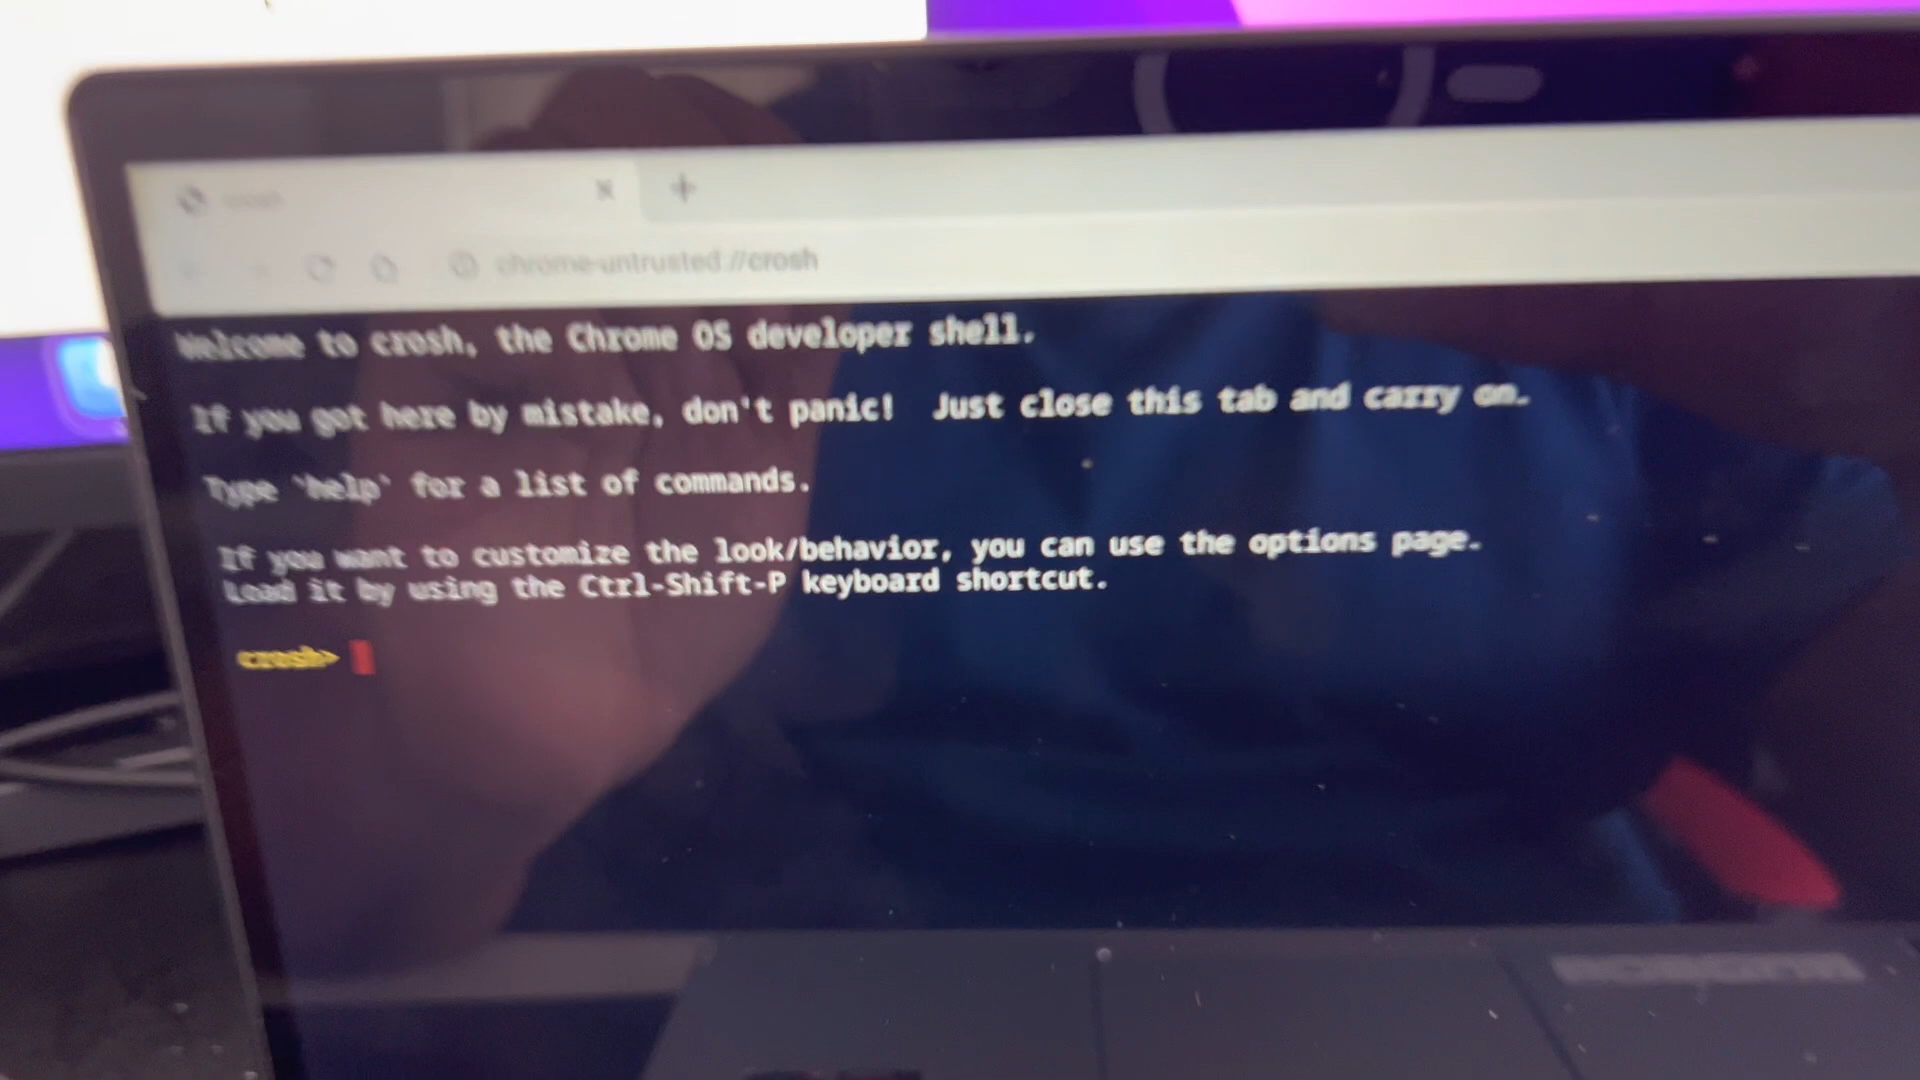 crosh
chrome-untrusted://crosh
Welcome to crosh, the Chrome OS developer shell.
If you got here by mistake, don't panic!  Just close this tab and carry on.
Type 'help' for a list of commands.
If you want to customize the look/behavior, you can use the options page.
Load it by using the Ctrl-Shift-P keyboard shortcut.
crosh>